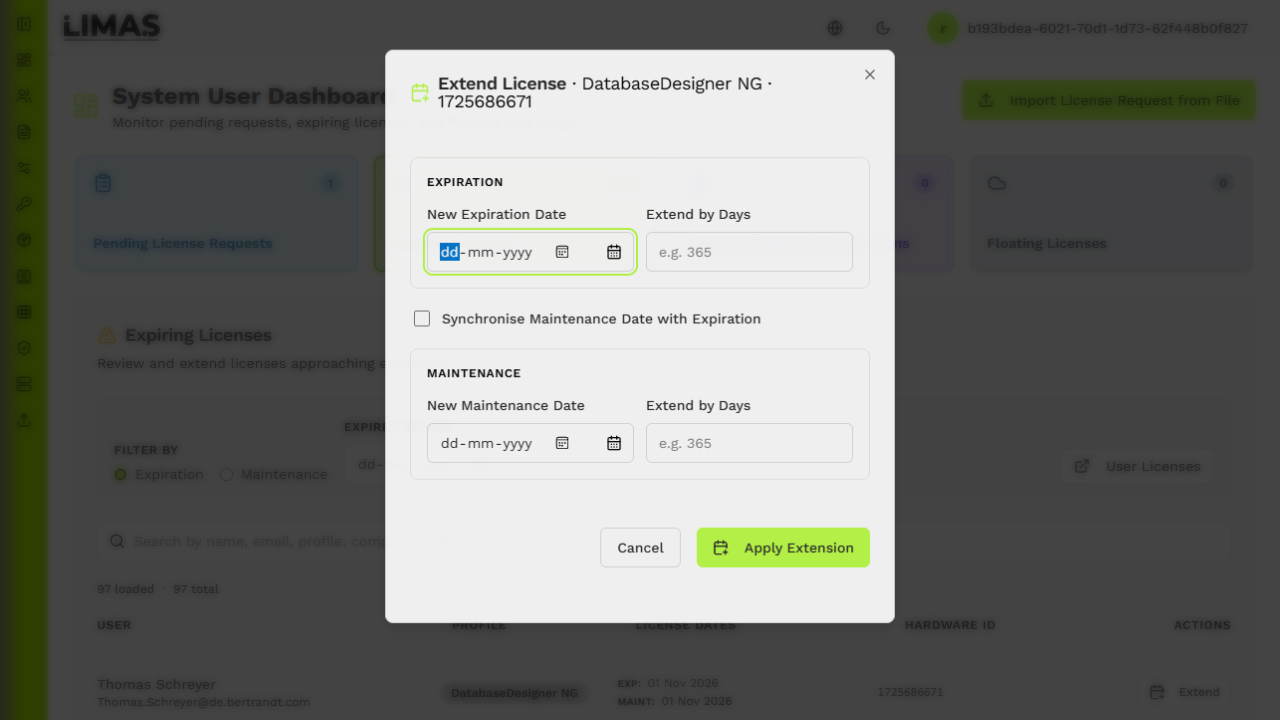 LIMAS
r b193bdea-6021-70d1-1d73-62f448b0f827
System User Dashboard
Import License Request from File
Monitor pending requests, expiring
1
0
0
Pending License Requests
Floating Licenses
Expiring Licenses
Review and extend licenses approaching
FILTER BY
Expiration Maintenance
User Licenses
Search by name, email, profile,
97 loaded · 97 total
USER PROFILE LICENSE DATES HARDWARE ID ACTIONS
Thomas Schreyer
Thomas.Schreyer@de.bertrandt.com
DatabaseDesigner NG
EXP: 01 Nov 2026
MAINT: 01 Nov 2026
1725686671
Extend
Extend License · DatabaseDesigner NG ·
1725686671
EXPIRATION
New Expiration Date Extend by Days
dd-mm-yyyy e.g. 365
Synchronise Maintenance Date with Expiration
MAINTENANCE
New Maintenance Date Extend by Days
dd-mm-yyyy e.g. 365
Cancel Apply Extension